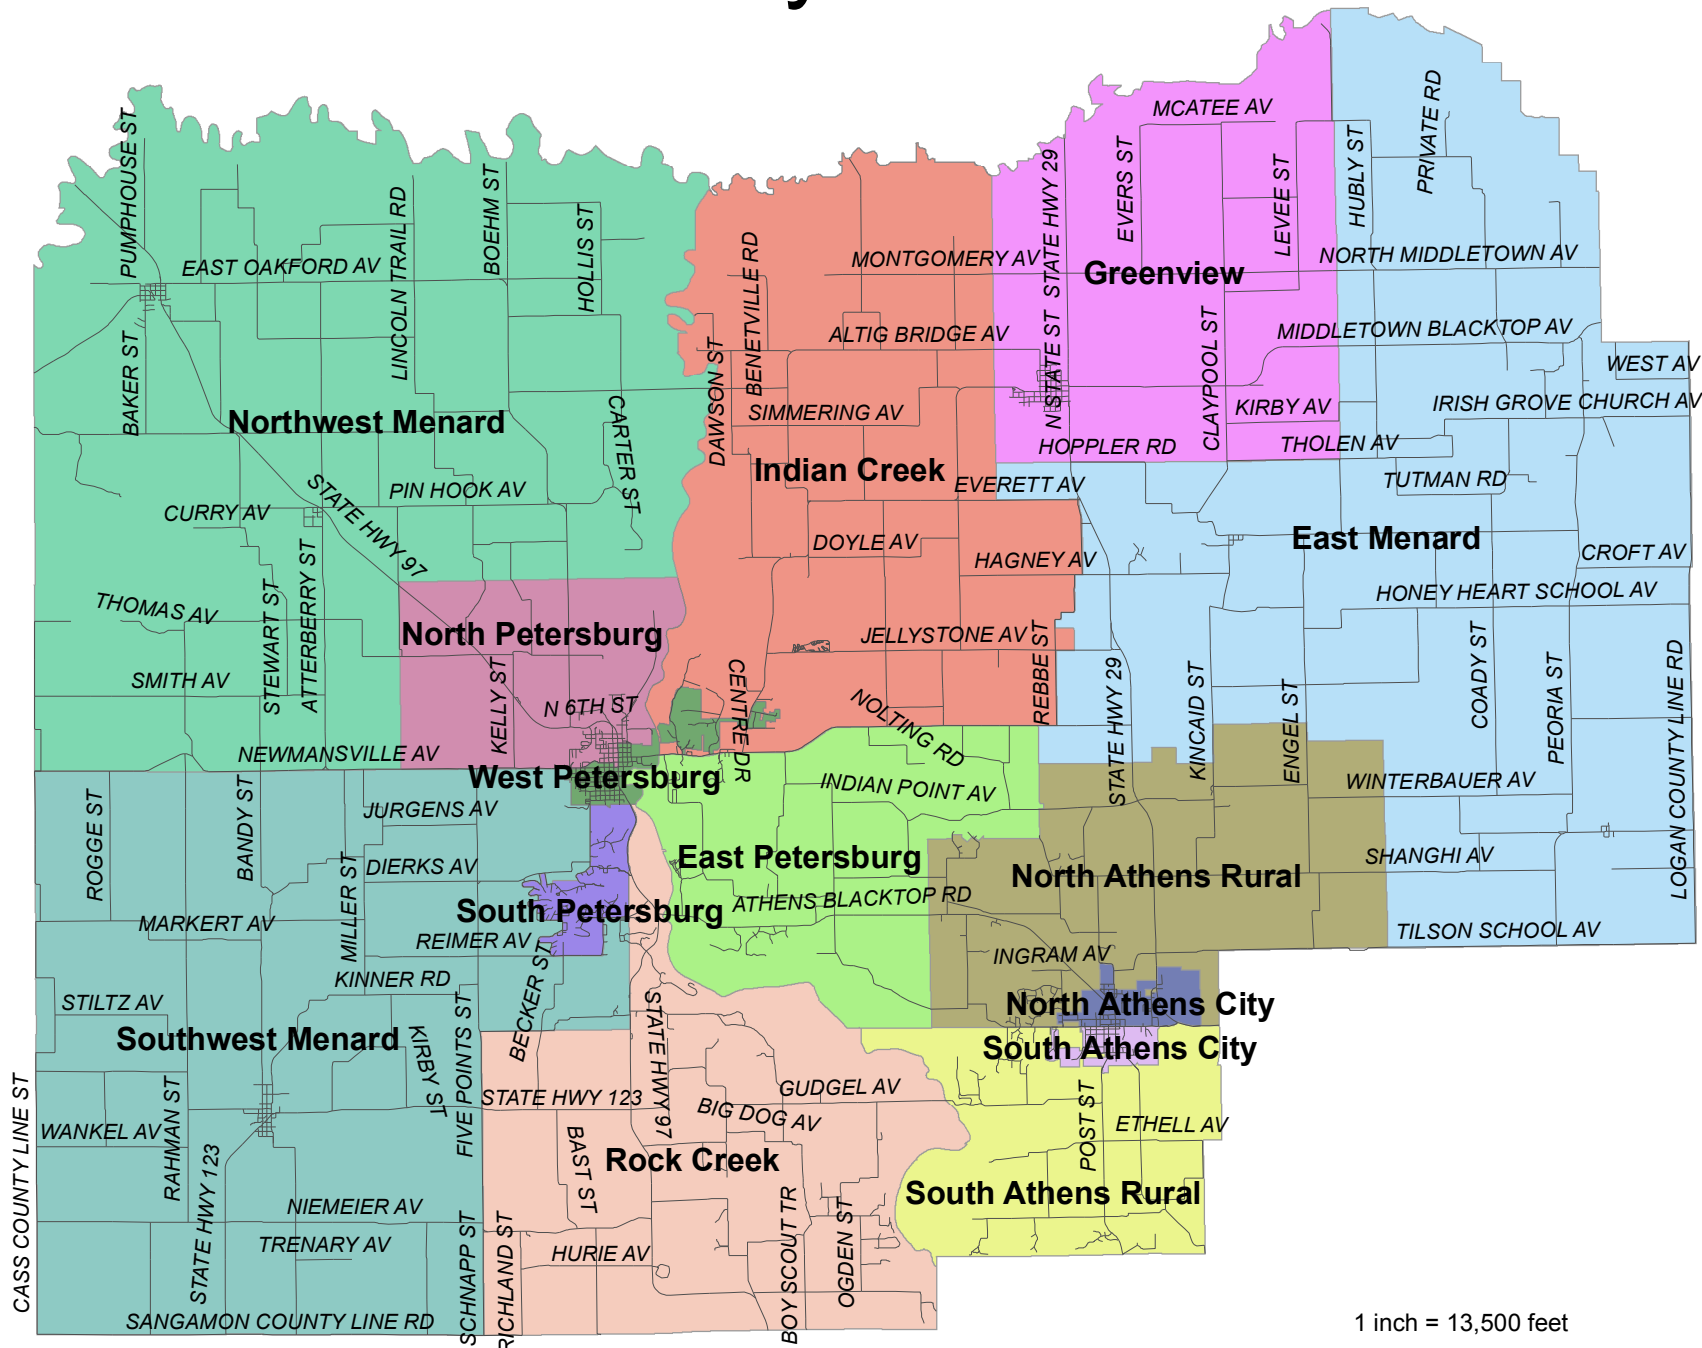 MCATEE AV
PRIVATE RD
PUMPHOUSE ST
HUBLY ST
EVERS ST
LEVEE ST
STATE HWY 29
BOEHM ST
LINCOLN TRAIL RD
HOLLIS ST
EAST OAKFORD AV
BENETVILLE RD
MONTGOMERY AV
Greenview
NORTH MIDDLETOWN AV
BAKER ST
ALTIG BRIDGE AV
N STATE ST
CLAYPOOL ST
MIDDLETOWN BLACKTOP AV
WEST AV
DAWSON ST
SIMMERING AV
KIRBY AV
IRISH GROVE CHURCH AV
Northwest Menard
CARTER ST
HOPPLER RD
THOLEN AV
Indian Creek
EVERETT AV
TUTMAN RD
PIN HOOK AV
CURRY AV
STATE HWY 97
DOYLE AV
HAGNEY AV
East Menard
CROFT AV
HONEY HEART SCHOOL AV
THOMAS AV
STEWART ST
ATTERBERRY ST
North Petersburg
JELLYSTONE AV
REBBE ST
SMITH AV
KELLY ST
N 6TH ST
CENTRE DR
NOLTING RD
STATE HWY 29
KINCAID ST
ENGEL ST
COADY ST
PEORIA ST
LOGAN COUNTY LINE RD
NEWMANSVILLE AV
West Petersburg
INDIAN POINT AV
WINTERBAUER AV
ROGGE ST
BANDY ST
JURGENS AV
MILLER ST
DIERKS AV
East Petersburg
North Athens Rural
SHANGHI AV
ATHENS BLACKTOP RD
South Petersburg
MARKERT AV
REIMER AV
TILSON SCHOOL AV
BECKER ST
INGRAM AV
KINNER RD
STILTZ AV
North Athens City
Southwest Menard
KIRBY ST
FIVE POINTS ST
STATE HWY 97
South Athens City
STATE HWY 123
GUDGEL AV
BIG DOG AV
POST ST
ETHELL AV
CASS COUNTY LINE ST
WANKEL AV
RAHMAN ST
STATE HWY 123
BAST ST
Rock Creek
South Athens Rural
NIEMEIER AV
TRENARY AV
SCHNAPP ST
RICHLAND ST
HURIE AV
BOY SCOUT TR
OGDEN ST
SANGAMON COUNTY LINE RD
1 inch = 13,500 feet